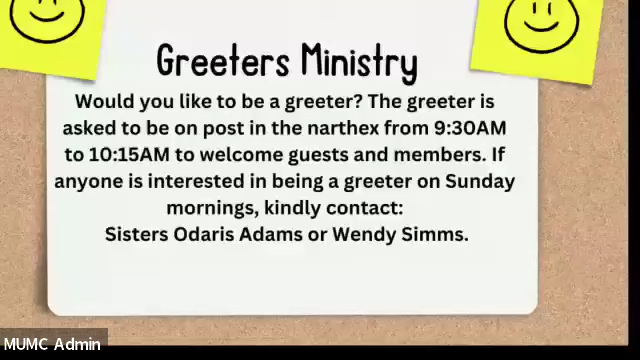 Greeters Ministry
Would you like to be a greeter? The greeter is
asked to be on post in the narthex from 9:30AM
to 10:15AM to welcome guests and members. If
anyone is interested in being a greeter on Sunday
mornings, kindly contact:
Sisters Odaris Adams or Wendy Simms.
MUMC Admin